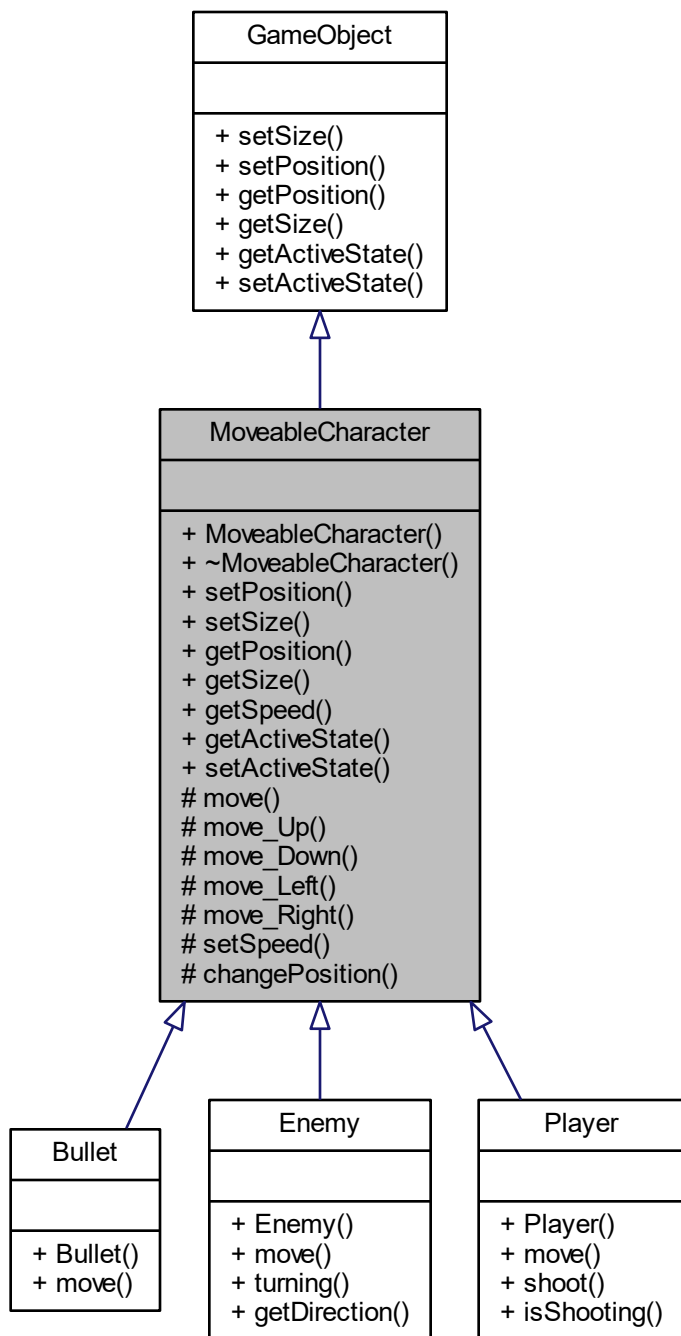 GameObject
+ setSize()
+ setPosition()
+ getPosition()
+ getSize()
+ getActiveState()
+ setActiveState()
MoveableCharacter
+ MoveableCharacter()
+ ~MoveableCharacter()
+ setPosition()
+ setSize()
+ getPosition()
+ getSize()
+ getSpeed()
+ getActiveState()
+ setActiveState()
# move()
# move_Up()
# move_Down()
# move_Left()
# move_Right()
# setSpeed()
# changePosition()
Bullet
+ Bullet()
+ move()
Enemy
+ Enemy()
+ move()
+ turning()
+ getDirection()
Player
+ Player()
+ move()
+ shoot()
+ isShooting()